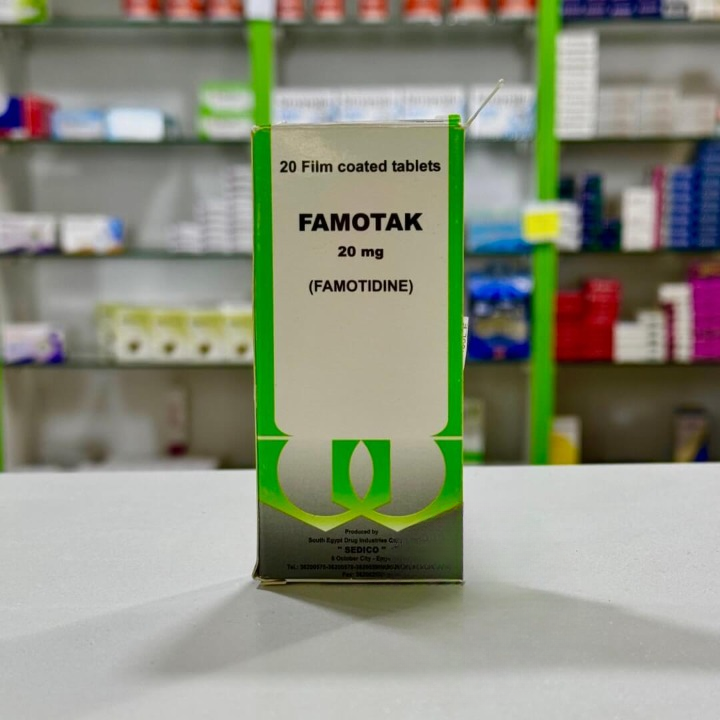 20 Film coated tablets
FAMOTAK
20 mg
(FAMOTIDINE)
Produced by
South Egypt Drug Industries Co.
" SEDICO "
6 October City -